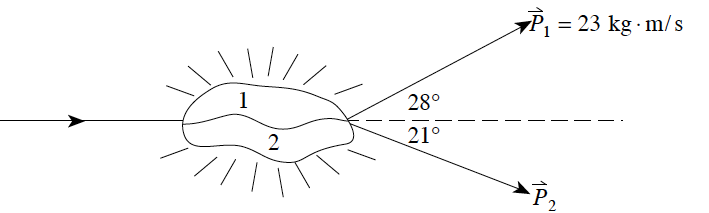 P⃗₁ = 23 kg · m/s
1
28°
2
21°
P⃗₂